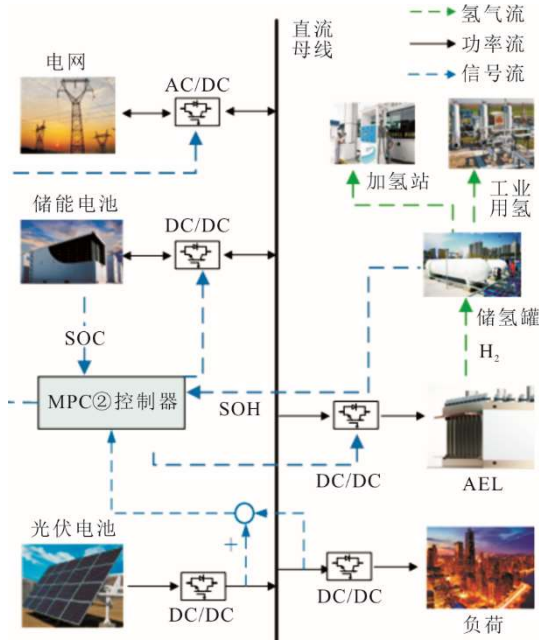 直流
母线
氢气流
功率流
信号流
电网
AC/DC
加氢站
工业
用氢
储能电池
DC/DC
储氢罐
H₂
SOC
MPC②控制器
SOH
DC/DC
AEL
光伏电池
+
DC/DC
DC/DC
负荷